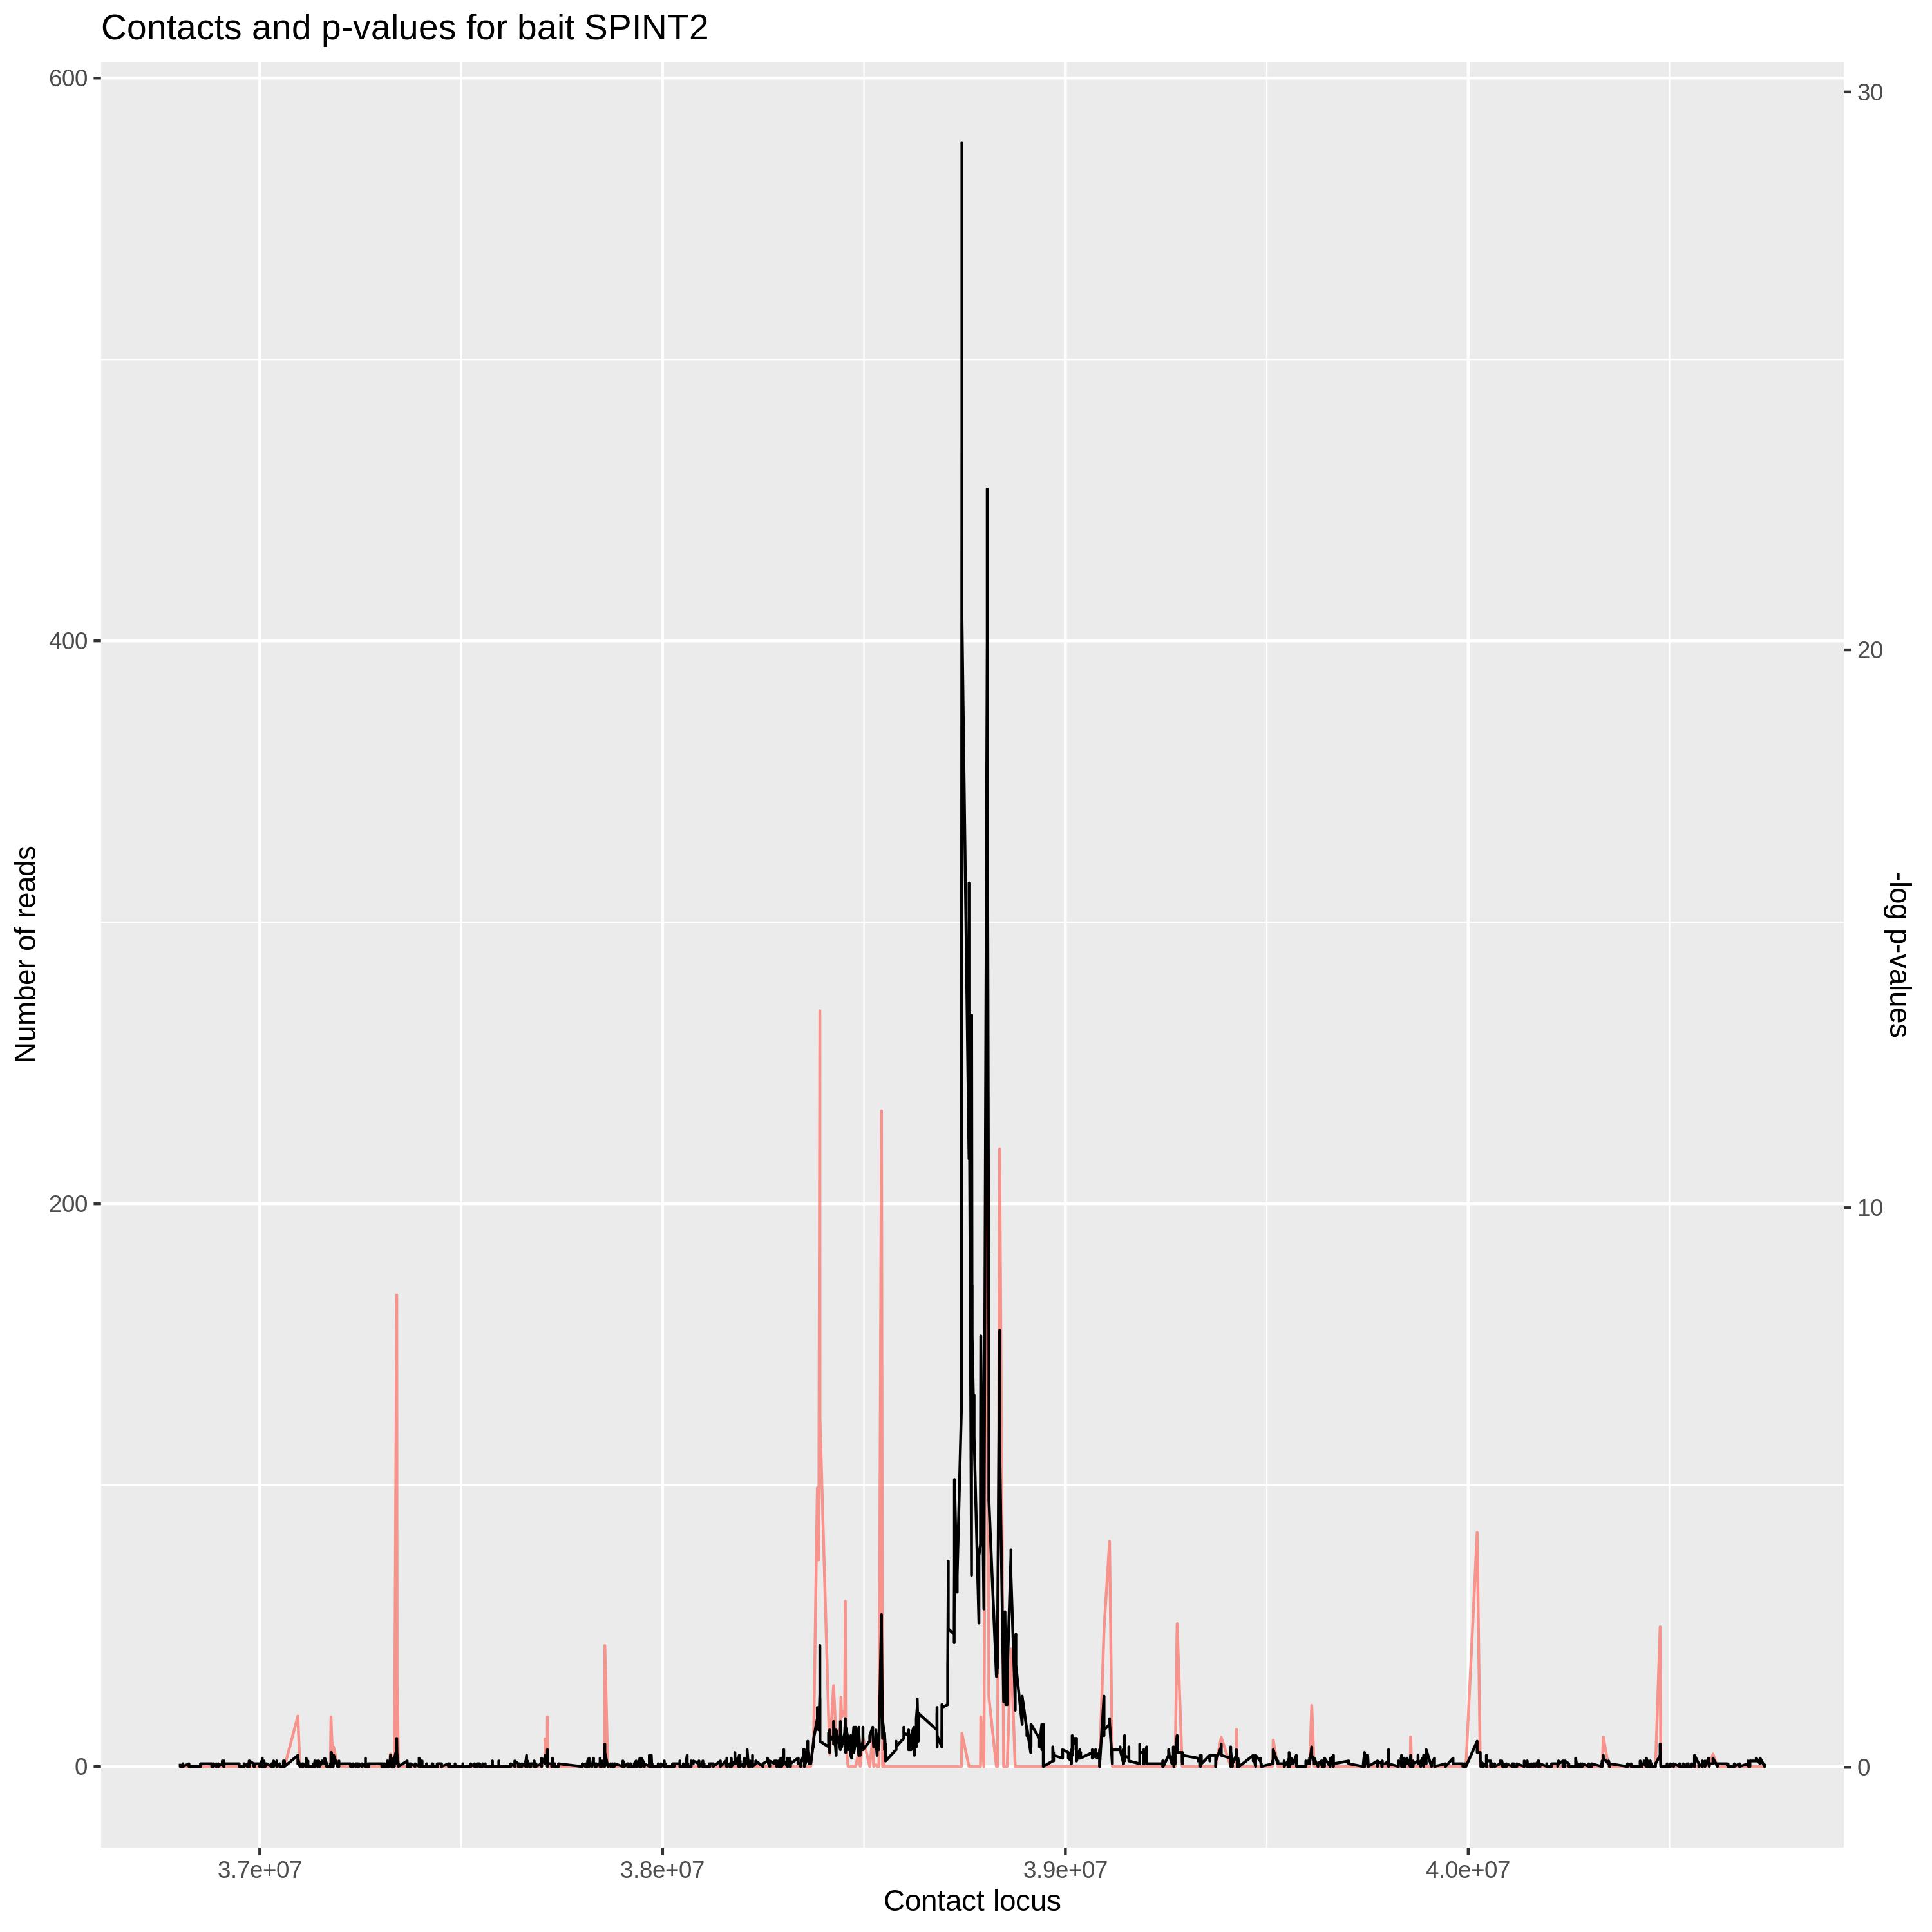 Contacts and p-values for bait SPINT2
600
400
200
0
Number of reads
30
20
10
0
-log p-values
3.7e+07
3.8e+07
3.9e+07
4.0e+07
Contact locus